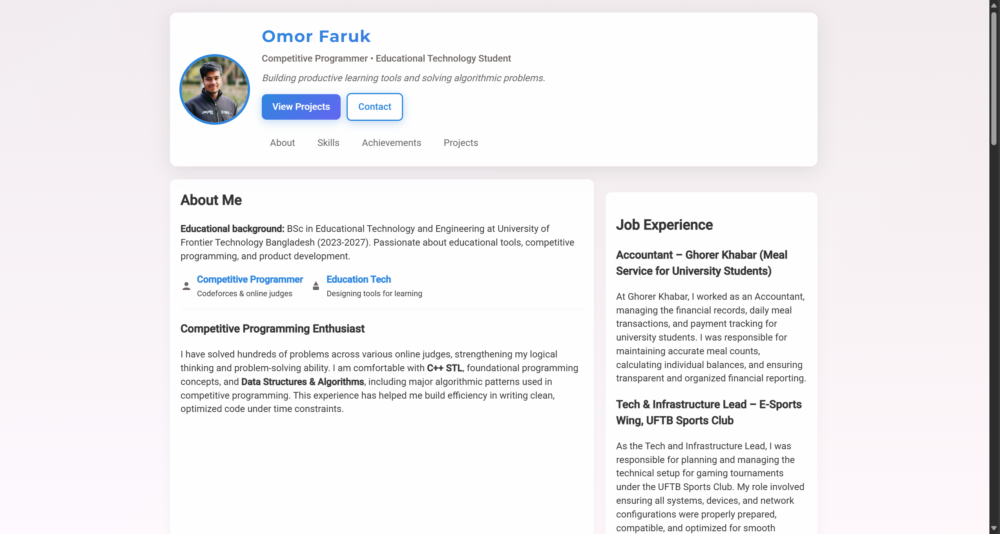 Omor Faruk
Competitive Programmer • Educational Technology Student
Building productive learning tools and solving algorithmic problems.
View Projects
Contact
About
Skills
Achievements
Projects
About Me
Educational background: BSc in Educational Technology and Engineering at University of
Frontier Technology Bangladesh (2023-2027). Passionate about educational tools, competitive
programming, and product development.
Competitive Programmer
Codeforces & online judges
Education Tech
Designing tools for learning
Competitive Programming Enthusiast
I have solved hundreds of problems across various online judges, strengthening my logical
thinking and problem-solving ability. I am comfortable with C++ STL, foundational programming
concepts, and Data Structures & Algorithms, including major algorithmic patterns used in
competitive programming. This experience has helped me build efficiency in writing clean,
optimized code under time constraints.
Job Experience
Accountant – Ghorer Khabar (Meal
Service for University Students)
At Ghorer Khabar, I worked as an Accountant,
managing the financial records, daily meal
transactions, and payment tracking for
university students. I was responsible for
maintaining accurate meal counts,
calculating individual balances, and ensuring
transparent and organized financial reporting.
Tech & Infrastructure Lead – E-Sports
Wing, UFTB Sports Club
As the Tech and Infrastructure Lead, I was
responsible for planning and managing the
technical setup for gaming tournaments
under the UFTB Sports Club. My role involved
ensuring all systems, devices, and network
configurations were properly prepared,
compatible, and optimized for smooth